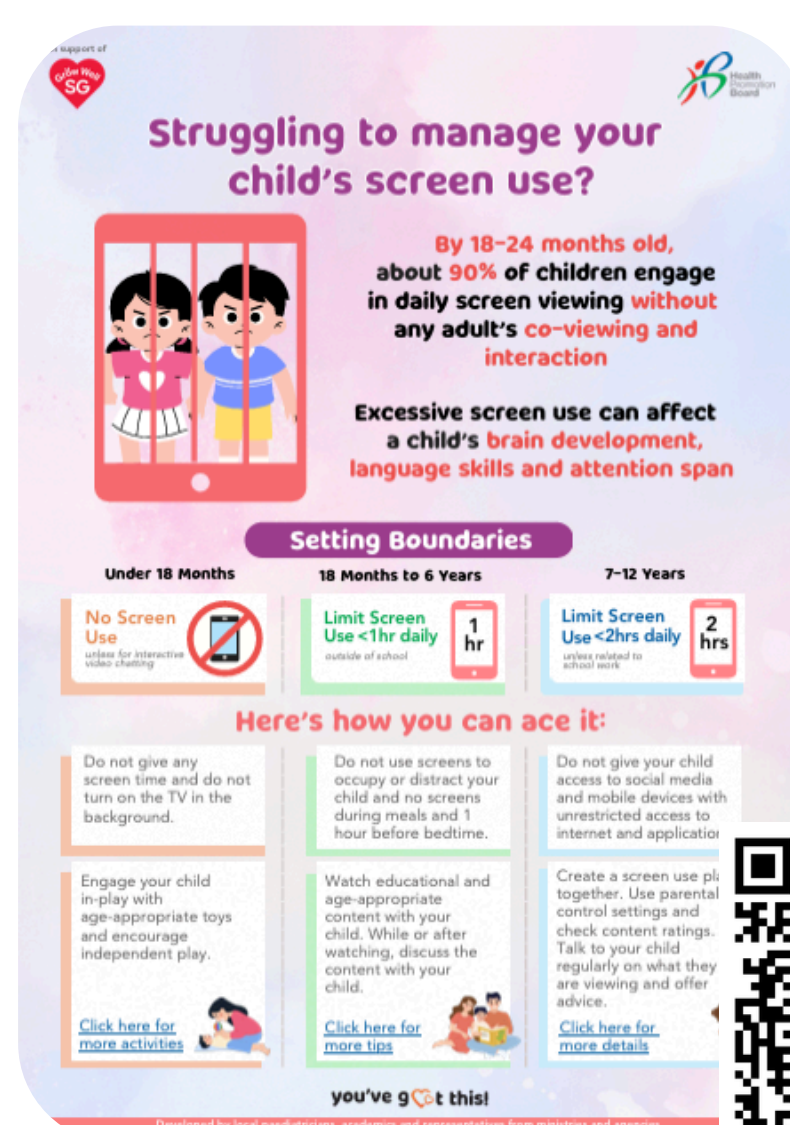 support of
Grow Well
SG
Health
Promotion
Board
Struggling to manage your
child's screen use?
By 18-24 months old,
about 90% of children engage
in daily screen viewing without
any adult's co-viewing and
interaction
Excessive screen use can affect
a child's brain development,
language skills and attention span
Setting Boundaries
Under 18 Months
No Screen
Use
unless for interactive
video chatting
18 Months to 6 Years
Limit Screen
Use <1hr daily
outside of school
1
hr
7-12 Years
Limit Screen
Use <2hrs daily
unless related to
school work
2
hrs
Here's how you can ace it:
Do not give any
screen time and do not
turn on the TV in the
background.
Do not use screens to
occupy or distract your
child and no screens
during meals and 1
hour before bedtime.
Do not give your child
access to social media
and mobile devices with
unrestricted access to
internet and application
Engage your child
in-play with
age-appropriate toys
and encourage
independent play.
Click here for
more activities
Watch educational and
age-appropriate
content with your
child. While or after
watching, discuss the
content with your
child.
Click here for
more tips
Create a screen use pl
together. Use parental
control settings and
check content ratings.
Talk to your child
regularly on what they
are viewing and offer
advice.
Click here for
more details
you've got this!
Developed by local paediatricians, academics and representatives from ministries and agencies